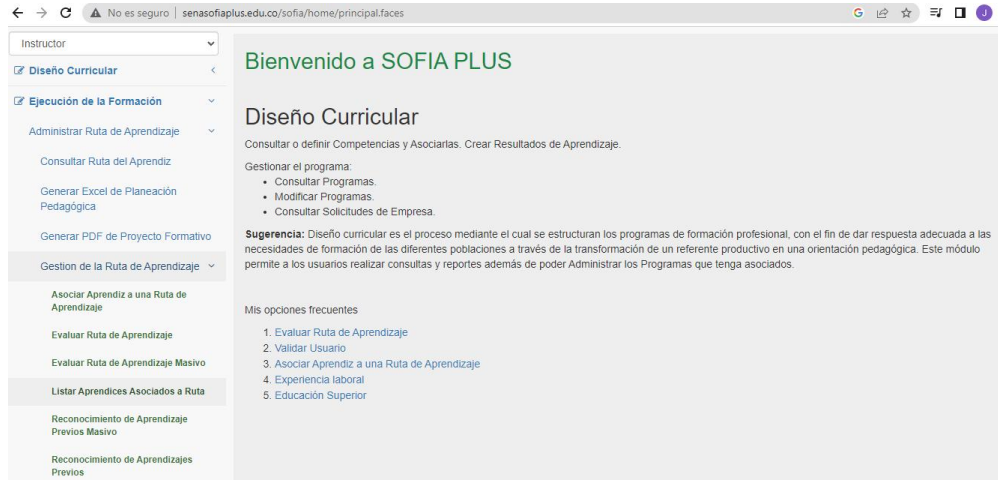 No es seguro | senasofiaplus.edu.co/sofia/home/principal.faces
Instructor
Diseño Curricular
Ejecución de la Formación
Administrar Ruta de Aprendizaje
Consultar Ruta del Aprendiz
Generar Excel de Planeación
Pedagógica
Generar PDF de Proyecto Formativo
Gestion de la Ruta de Aprendizaje
Asociar Aprendiz a una Ruta de
Aprendizaje
Evaluar Ruta de Aprendizaje
Evaluar Ruta de Aprendizaje Masivo
Listar Aprendices Asociados a Ruta
Reconocimiento de Aprendizaje
Previos Masivo
Reconocimiento de Aprendizajes
Previos
Bienvenido a SOFIA PLUS
Diseño Curricular
Consultar o definir Competencias y Asociarlas. Crear Resultados de Aprendizaje.
Gestionar el programa:
• Consultar Programas.
• Modificar Programas.
• Consultar Solicitudes de Empresa.
Sugerencia: Diseño curricular es el proceso mediante el cual se estructuran los programas de formación profesional, con el fin de dar respuesta adecuada a las
necesidades de formación de las diferentes poblaciones a través de la transformación de un referente productivo en una orientación pedagógica. Este módulo
permite a los usuarios realizar consultas y reportes además de poder Administrar los Programas que tenga asociados.
Mis opciones frecuentes
1. Evaluar Ruta de Aprendizaje
2. Validar Usuario
3. Asociar Aprendiz a una Ruta de Aprendizaje
4. Experiencia laboral
5. Educación Superior
G
J